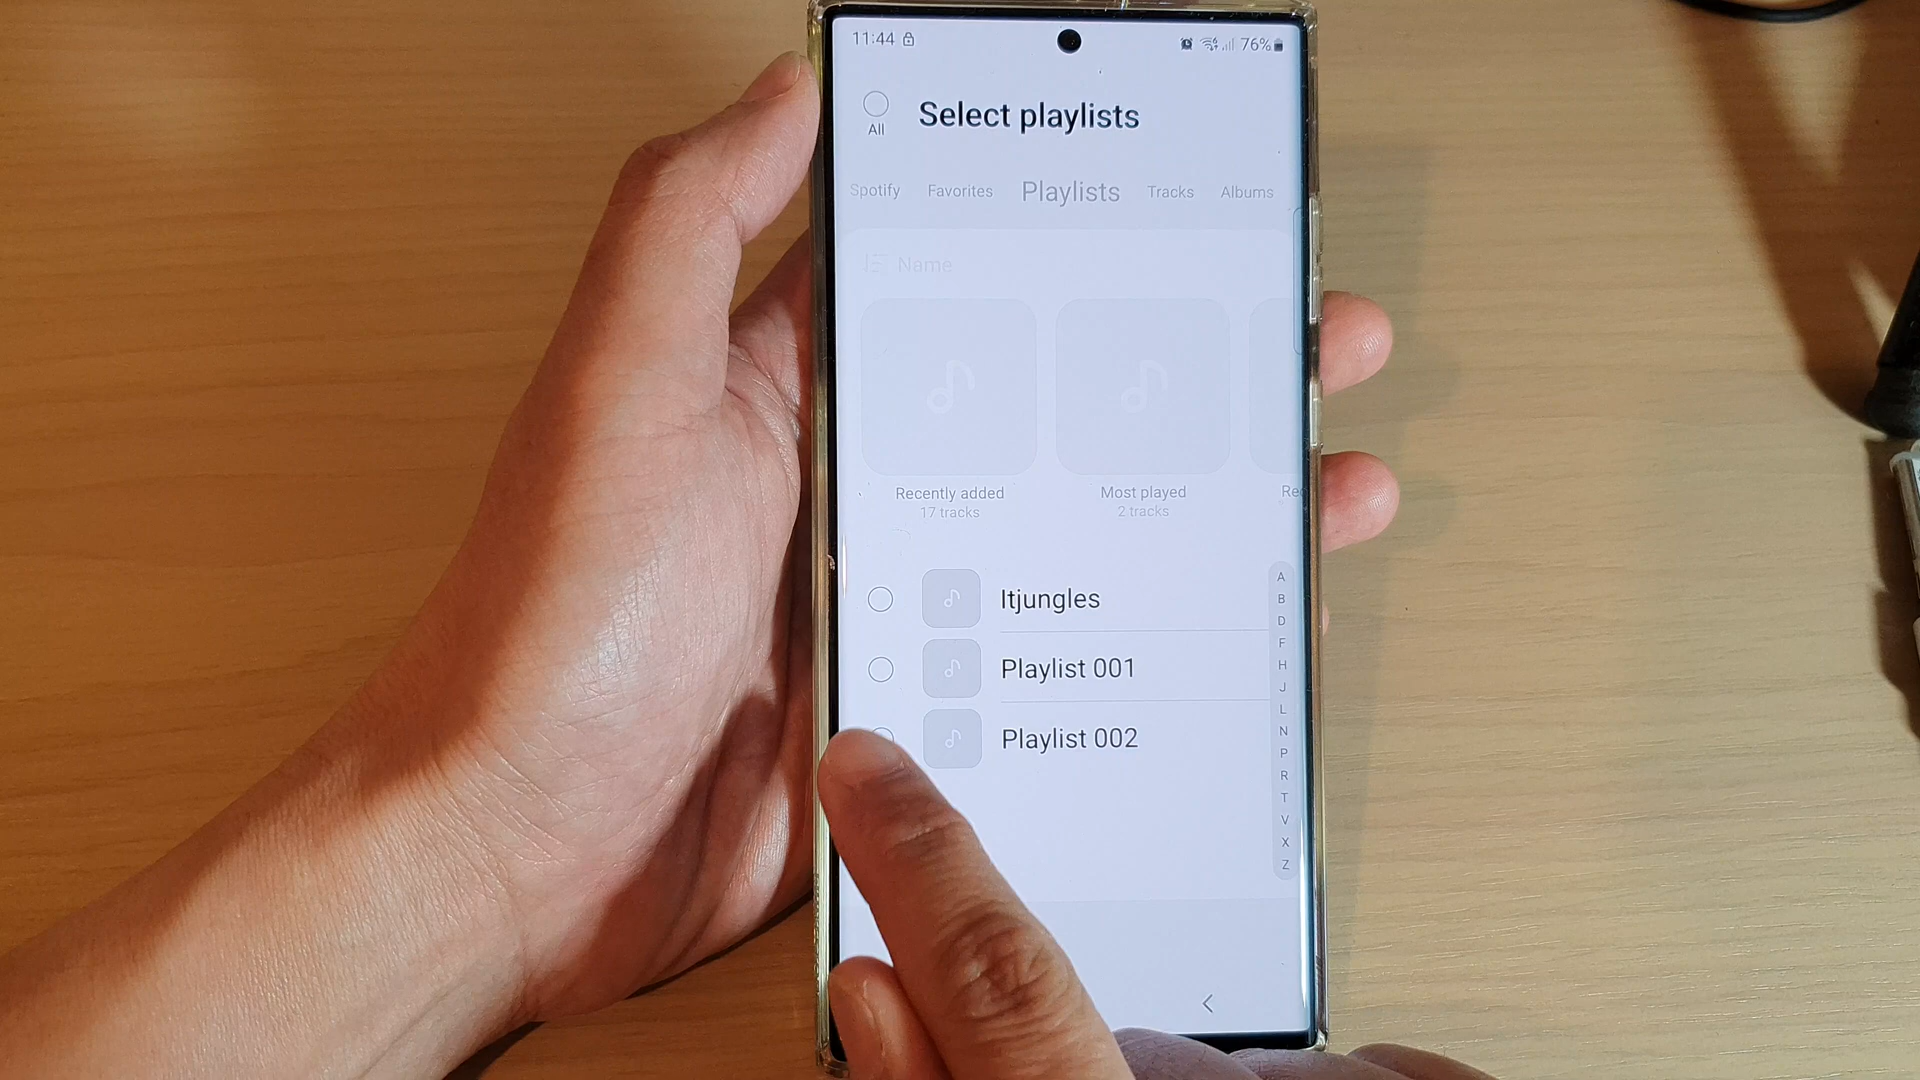 11:44
76%
All
Select playlists
Spotify Favorites Playlists Tracks Albums
Name
Recently added
17 tracks
Most played
2 tracks
Rec
Itjungles
Playlist 001
Playlist 002
A
B
D
F
H
J
L
N
P
R
T
V
X
Z